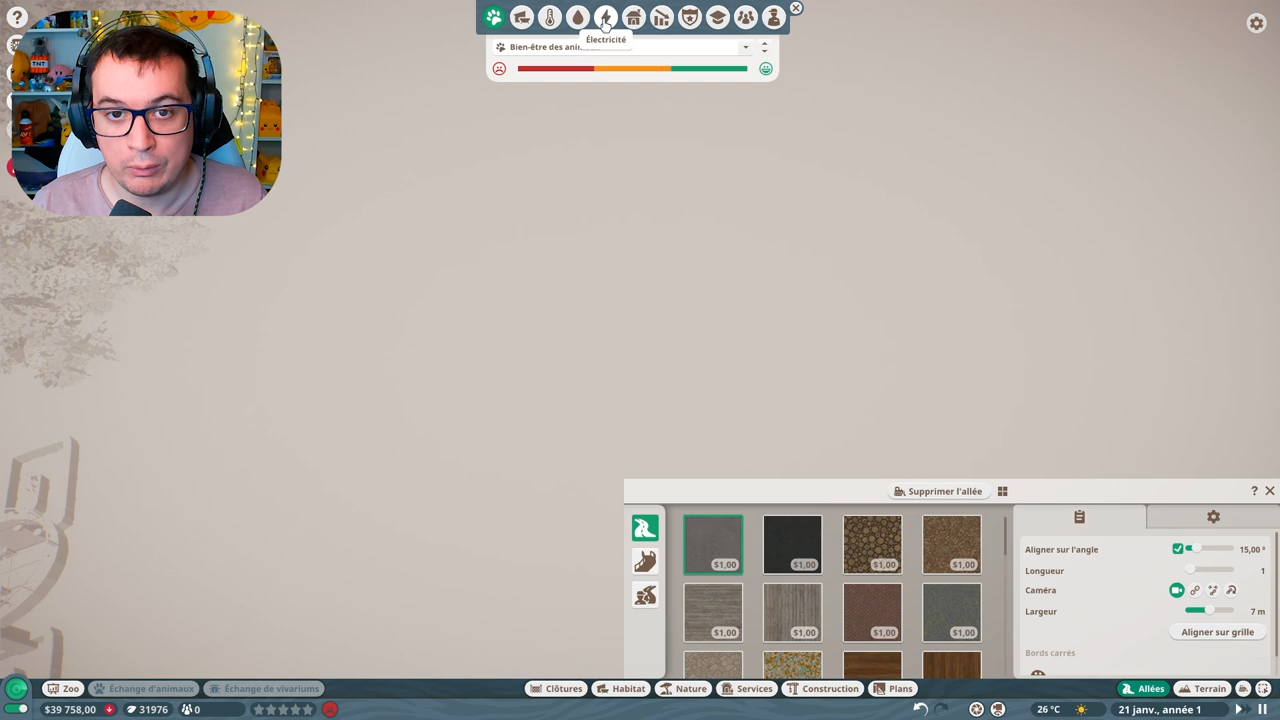 ?
Électricité
Bien-être des ani
TNT
Supprimer l'allée
?
$1,00
$1,00
$1,00
$1,00
$1,00
$1,00
$1,00
$1,00
Aligner sur l'angle
15,00 °
Longueur
1
Caméra
Largeur
7 m
Aligner sur grille
Bords carrés
Zoo
Échange d'animaux
Échange de vivariums
Clôtures
Habitat
Nature
Services
Construction
Plans
Allées
Terrain
$39 758,00
31976
0
26 °C
21 janv., année 1